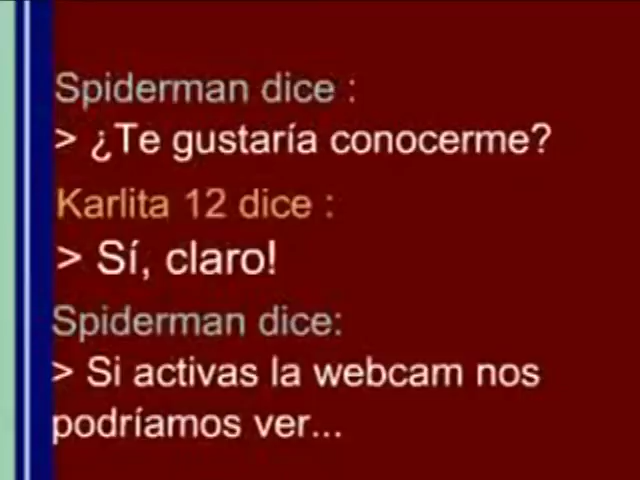 Spiderman dice :
> ¿Te gustaría conocerme?
Karlita 12 dice :
> Sí, claro!
Spiderman dice:
> Si activas la webcam nos
podríamos ver...